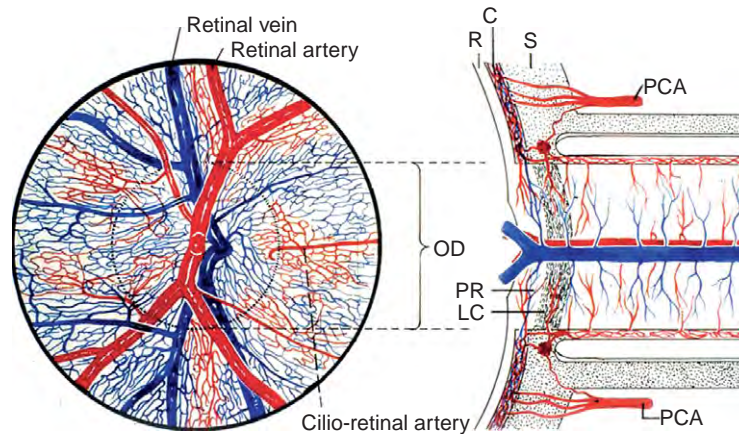 Retinal vein
Retinal artery
C
R
S
PCA
OD
PR
LC
Cilio-retinal artery
PCA